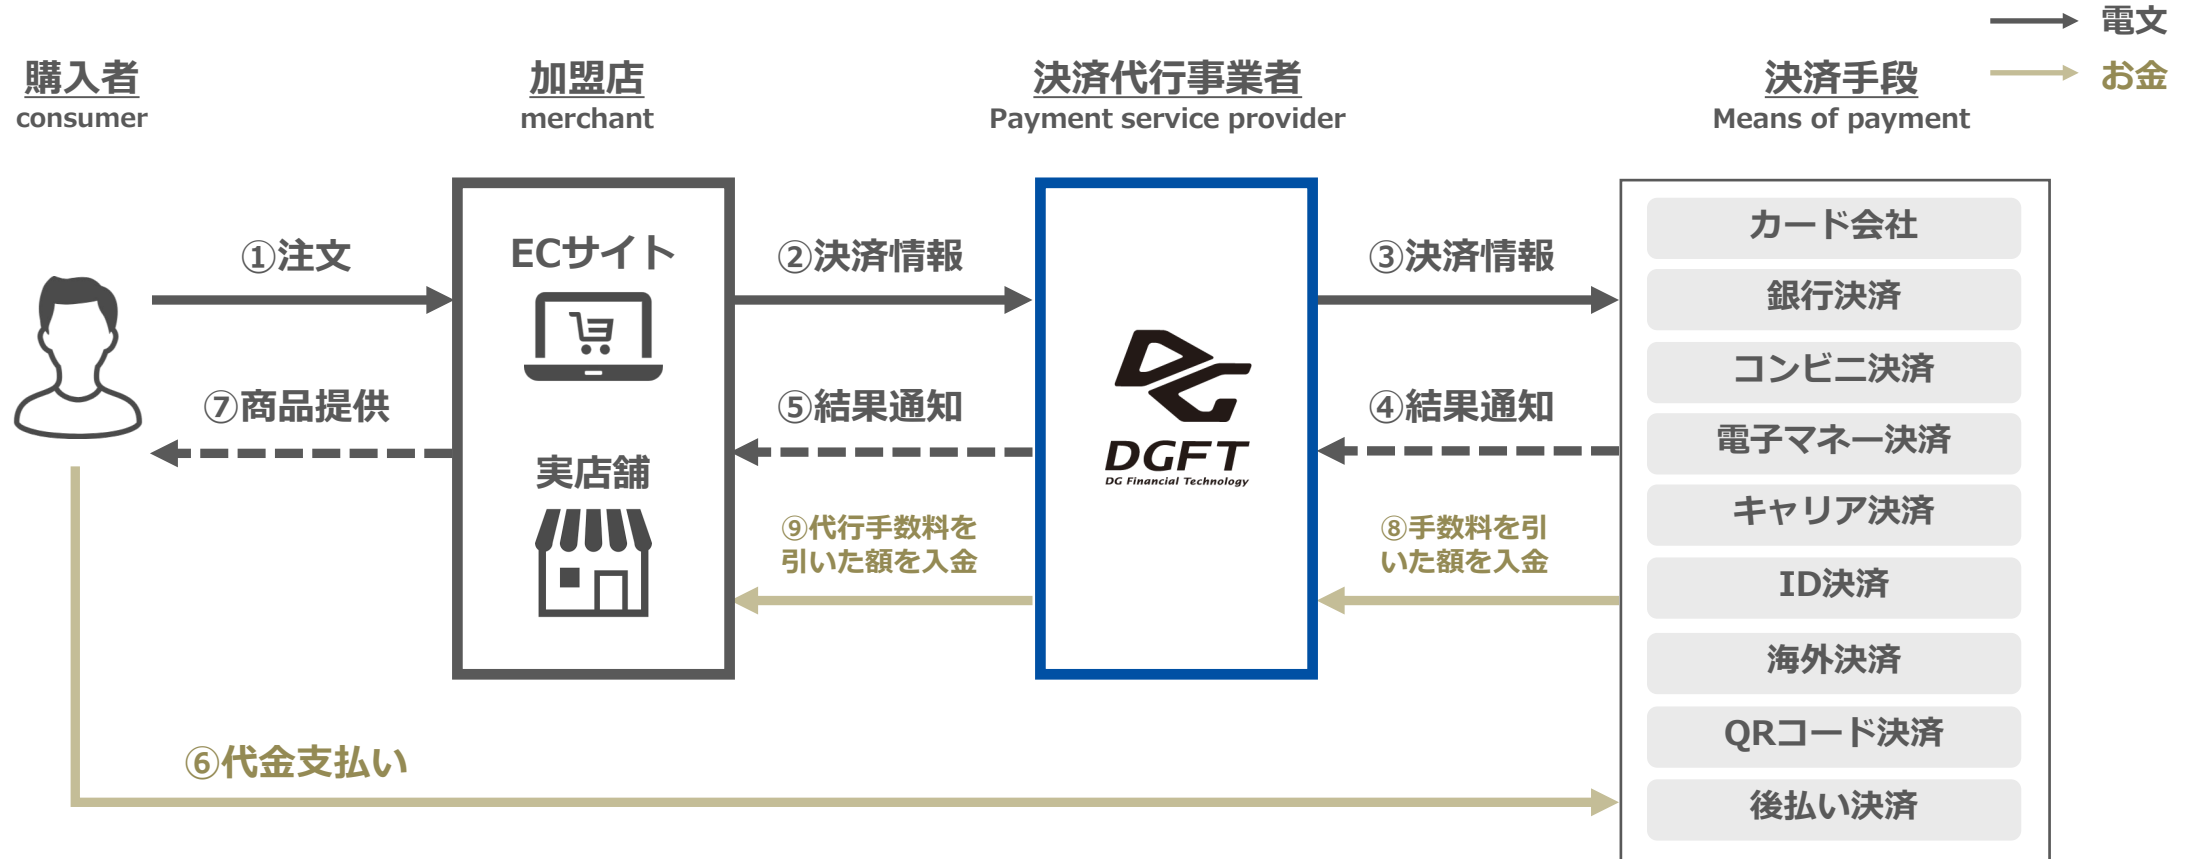 電文
お金
購入者
consumer
加盟店
merchant
決済代行事業者
Payment service provider
決済手段
Means of payment
①注文
ECサイト
②決済情報
③決済情報
⑦商品提供
実店舗
⑤結果通知
④結果通知
DGFT
DG Financial Technology
⑨代行手数料を
引いた額を入金
⑧手数料を引
いた額を入金
⑥代金支払い
カード会社
銀行決済
コンビニ決済
電子マネー決済
キャリア決済
ID決済
海外決済
QRコード決済
後払い決済